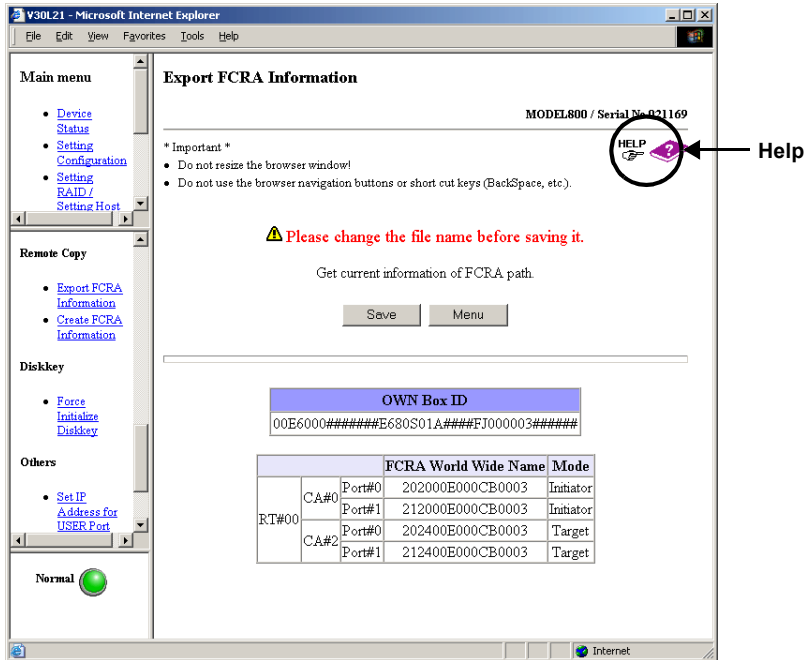 V30L21 - Microsoft Internet Explorer
File Edit View Favorites Tools Help
Main menu
Device
Status
Setting
Configuration
Setting
RAID /
Setting Host
Remote Copy
Export FCRA
Information
Create FCRA
Information
Diskkey
Force
Initialize
Diskkey
Others
Set IP
Address for
USER Port
Normal
Export FCRA Information
MODEL800 / Serial No.021169
* Important *
Do not resize the browser window!
Do not use the browser navigation buttons or short cut keys (BackSpace, etc.).
HELP
?
Help
Please change the file name before saving it.
Get current information of FCRA path.
Save Menu
OWN Box ID
00E6000#######E680S01A####FJ000003######
FCRA World Wide Name Mode
RT#00 CA#0 Port#0 202000E000CB0003 Initiator
Port#1 212000E000CB0003 Initiator
CA#2 Port#0 202400E000CB0003 Target
Port#1 212400E000CB0003 Target
Internet